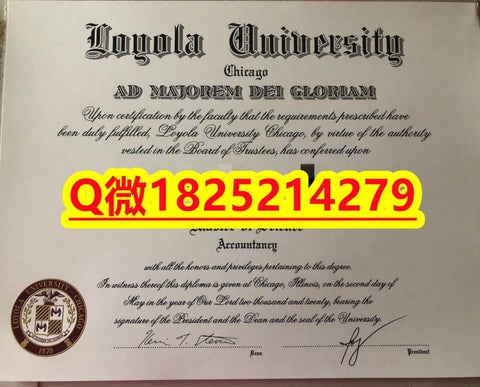 Loyola University
Chicago
AD MAJOREM DEI GLORIAM
Upon certification by the faculty that the requirements prescribed have
been duly fulfilled, Loyola University Chicago, by virtue of the authority
vested in the Board of Trustees, has conferred upon
Q微1825214279
Master of Science
Accountancy
with all the honors and privileges pertaining to this degree.
In witness thereof this diploma is given at Chicago, Illinois, on the second day of
May in the year of Our Lord two thousand and twenty, bearing the
signature of the President and the Dean and the seal of the University.
Dean
President
LOYOLA UNIVERSITY CHICAGO
1870